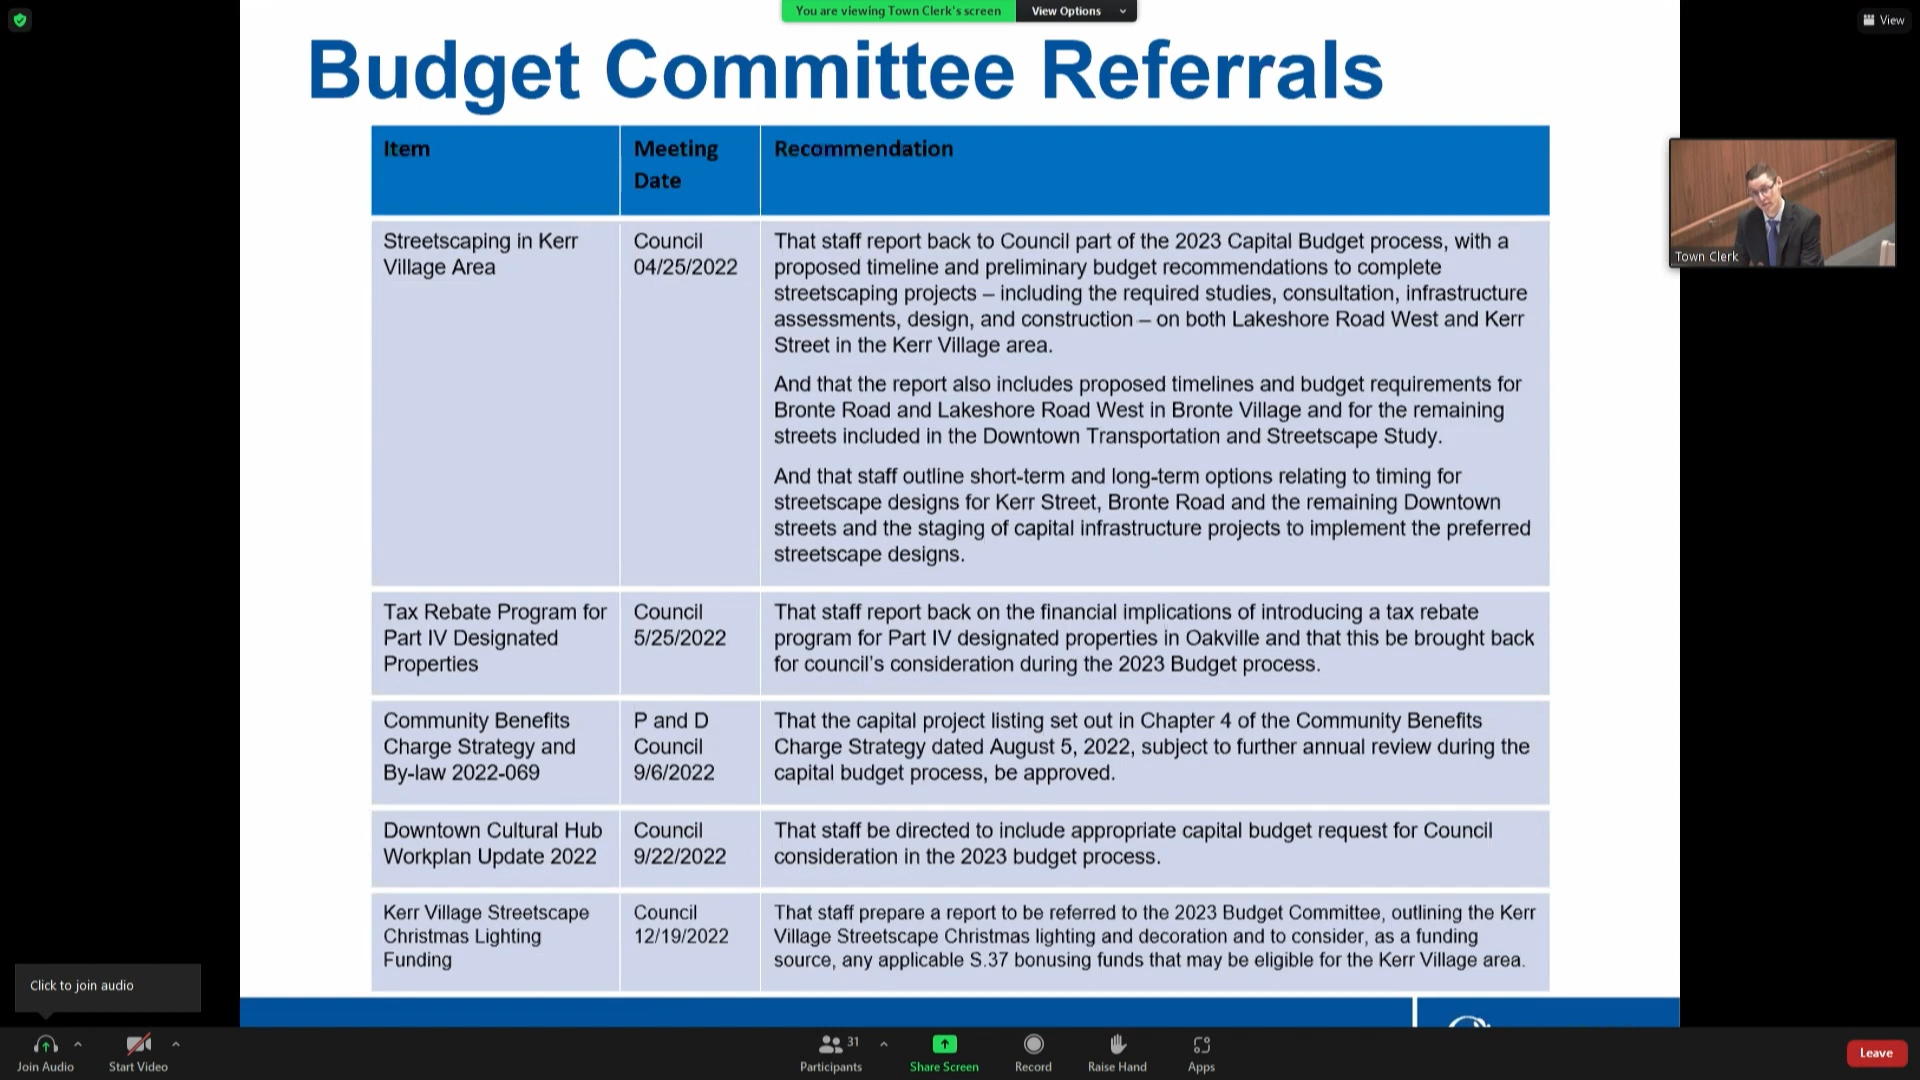 You are viewing Town Clerk's screen
View Options
View
Budget Committee Referrals
Item
Meeting
Date
Recommendation
Streetscaping in Kerr
Village Area
Council
04/25/2022
That staff report back to Council part of the 2023 Capital Budget process, with a
proposed timeline and preliminary budget recommendations to complete
streetscaping projects – including the required studies, consultation, infrastructure
assessments, design, and construction – on both Lakeshore Road West and Kerr
Street in the Kerr Village area.
And that the report also includes proposed timelines and budget requirements for
Bronte Road and Lakeshore Road West in Bronte Village and for the remaining
streets included in the Downtown Transportation and Streetscape Study.
And that staff outline short-term and long-term options relating to timing for
streetscape designs for Kerr Street, Bronte Road and the remaining Downtown
streets and the staging of capital infrastructure projects to implement the preferred
streetscape designs.
Tax Rebate Program for
Part IV Designated
Properties
Council
5/25/2022
That staff report back on the financial implications of introducing a tax rebate
program for Part IV designated properties in Oakville and that this be brought back
for council's consideration during the 2023 Budget process.
Community Benefits
Charge Strategy and
By-law 2022-069
P and D
Council
9/6/2022
That the capital project listing set out in Chapter 4 of the Community Benefits
Charge Strategy dated August 5, 2022, subject to further annual review during the
capital budget process, be approved.
Downtown Cultural Hub
Workplan Update 2022
Council
9/22/2022
That staff be directed to include appropriate capital budget request for Council
consideration in the 2023 budget process.
Kerr Village Streetscape
Christmas Lighting
Funding
Council
12/19/2022
That staff prepare a report to be referred to the 2023 Budget Committee, outlining the Kerr
Village Streetscape Christmas lighting and decoration and to consider, as a funding
source, any applicable S.37 bonusing funds that may be eligible for the Kerr Village area.
Town Clerk
Click to join audio
Join Audio
Start Video
31
Participants
Share Screen
Record
Raise Hand
Apps
Leave